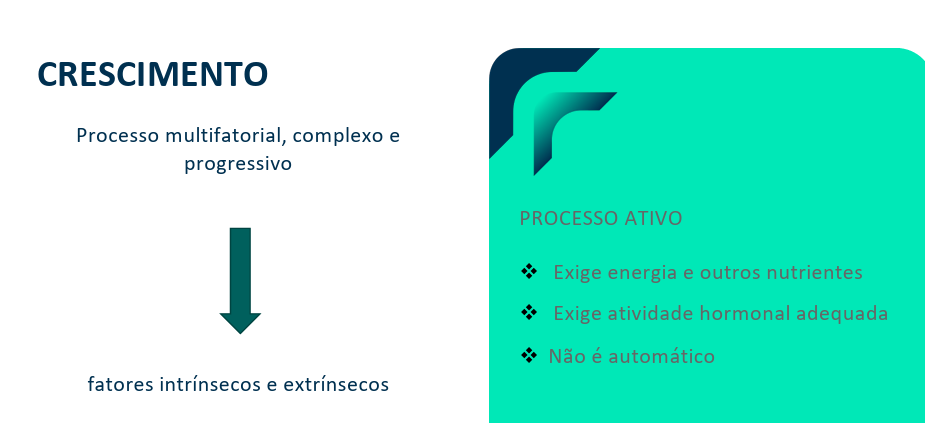 CRESCIMENTO
Processo multifatorial, complexo e
progressivo
fatores intrínsecos e extrínsecos
PROCESSO ATIVO
❖ Exige energia e outros nutrientes
❖ Exige atividade hormonal adequada
❖ Não é automático